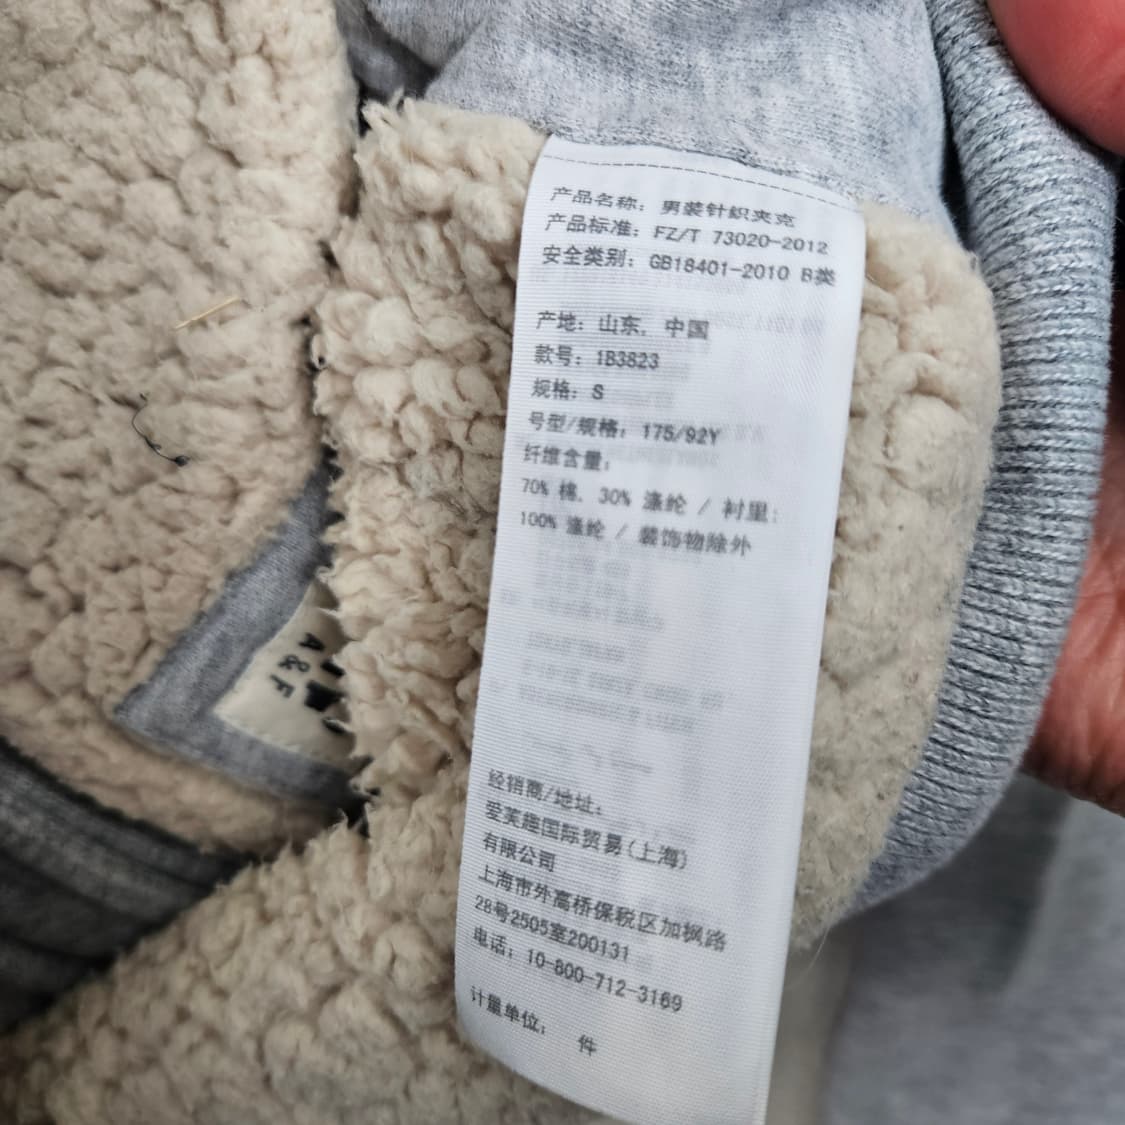 产品名称：男装针织夹克
产品标准：FZ/T 73020-2012
安全类别：GB18401-2010 B类
产地：山东，中国
款号：1B3823
规格：S
号型/规格：175/92Y
纤维含量：
70% 棉，30% 涤纶 / 衬里：
100% 涤纶 / 装饰物除外
经销商/地址：
爱芙趣国际贸易(上海)
有限公司
上海市外高桥保税区加枫路
28号2505室200131
电话：10-800-712-3169
计量单位： 件
A & F